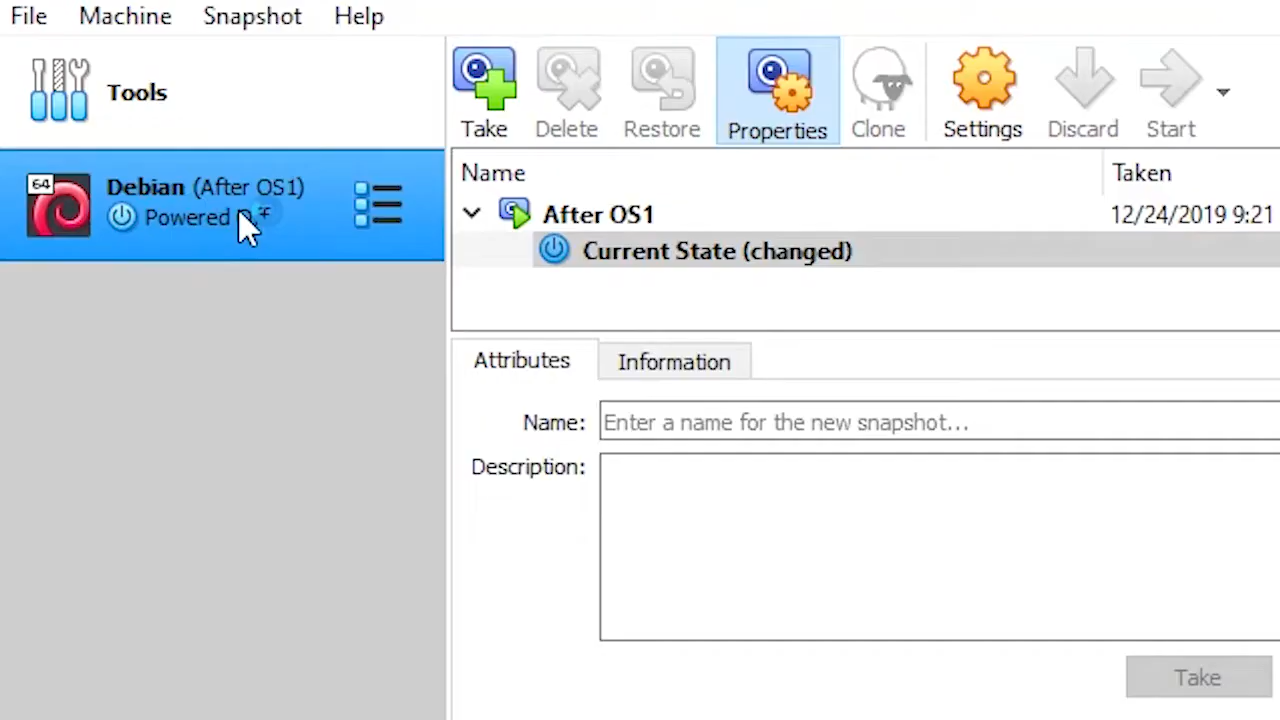 File Machine Snapshot Help
Tools
Take Delete Restore Properties Clone Settings Discard Start
64
Debian (After OS1)
Powered
Name Taken
After OS1 12/24/2019 9:21
Current State (changed)
Attributes Information
Name: Enter a name for the new snapshot...
Description:
Take